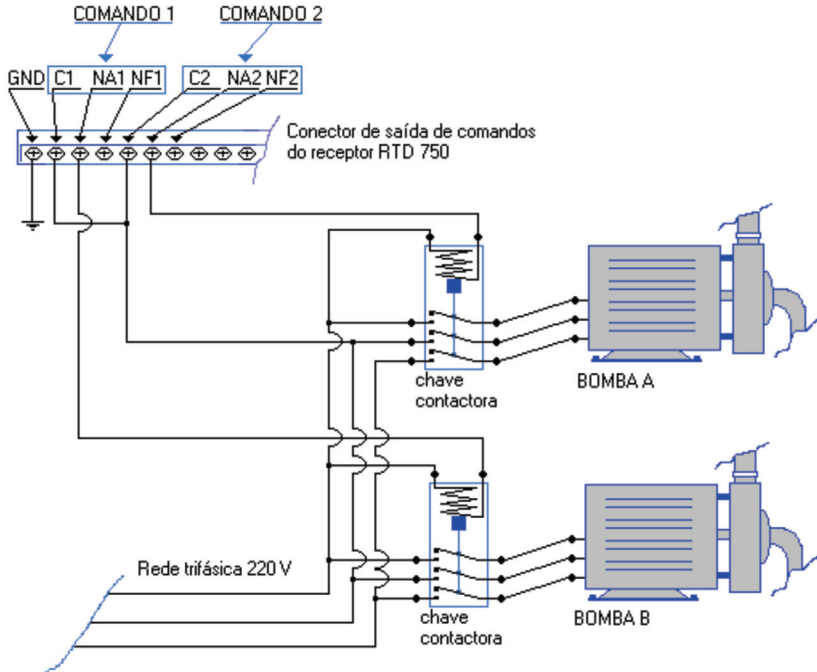 COMANDO 1 COMANDO 2
GND C1 NA1 NF1 C2 NA2 NF2
Conector de saída de comandos
do receptor RTD 750
chave
contactora
BOMBA A
Rede trifásica 220 V
chave
contactora
BOMBA B